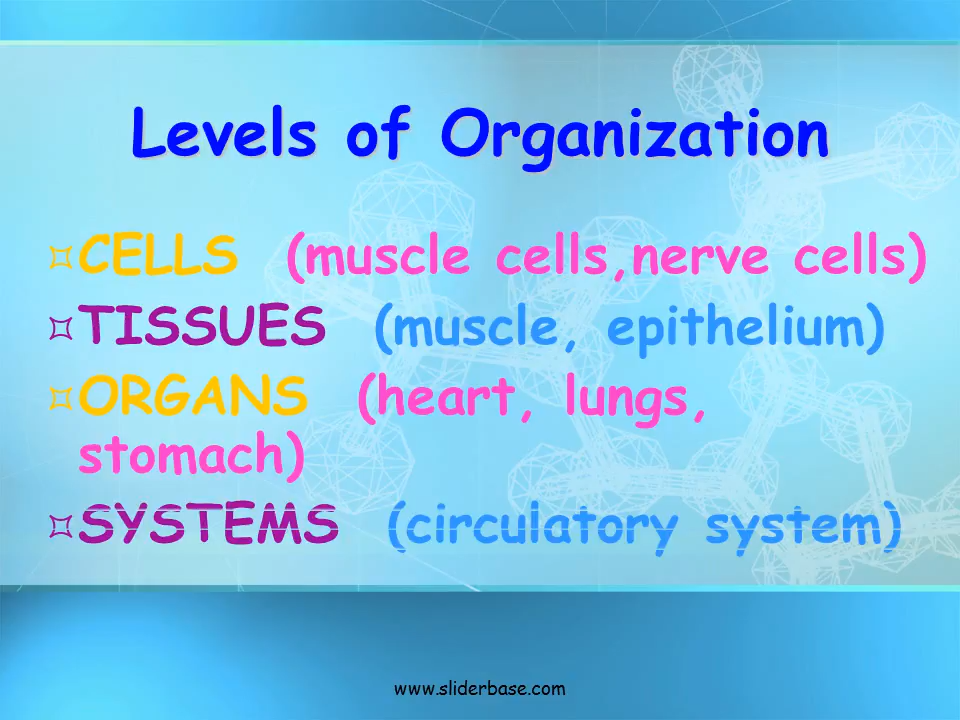 Levels of Organization
CELLS (muscle cells,nerve cells)
TISSUES (muscle, epithelium)
ORGANS (heart, lungs,
stomach)
SYSTEMS (circulatory system)
www.sliderbase.com